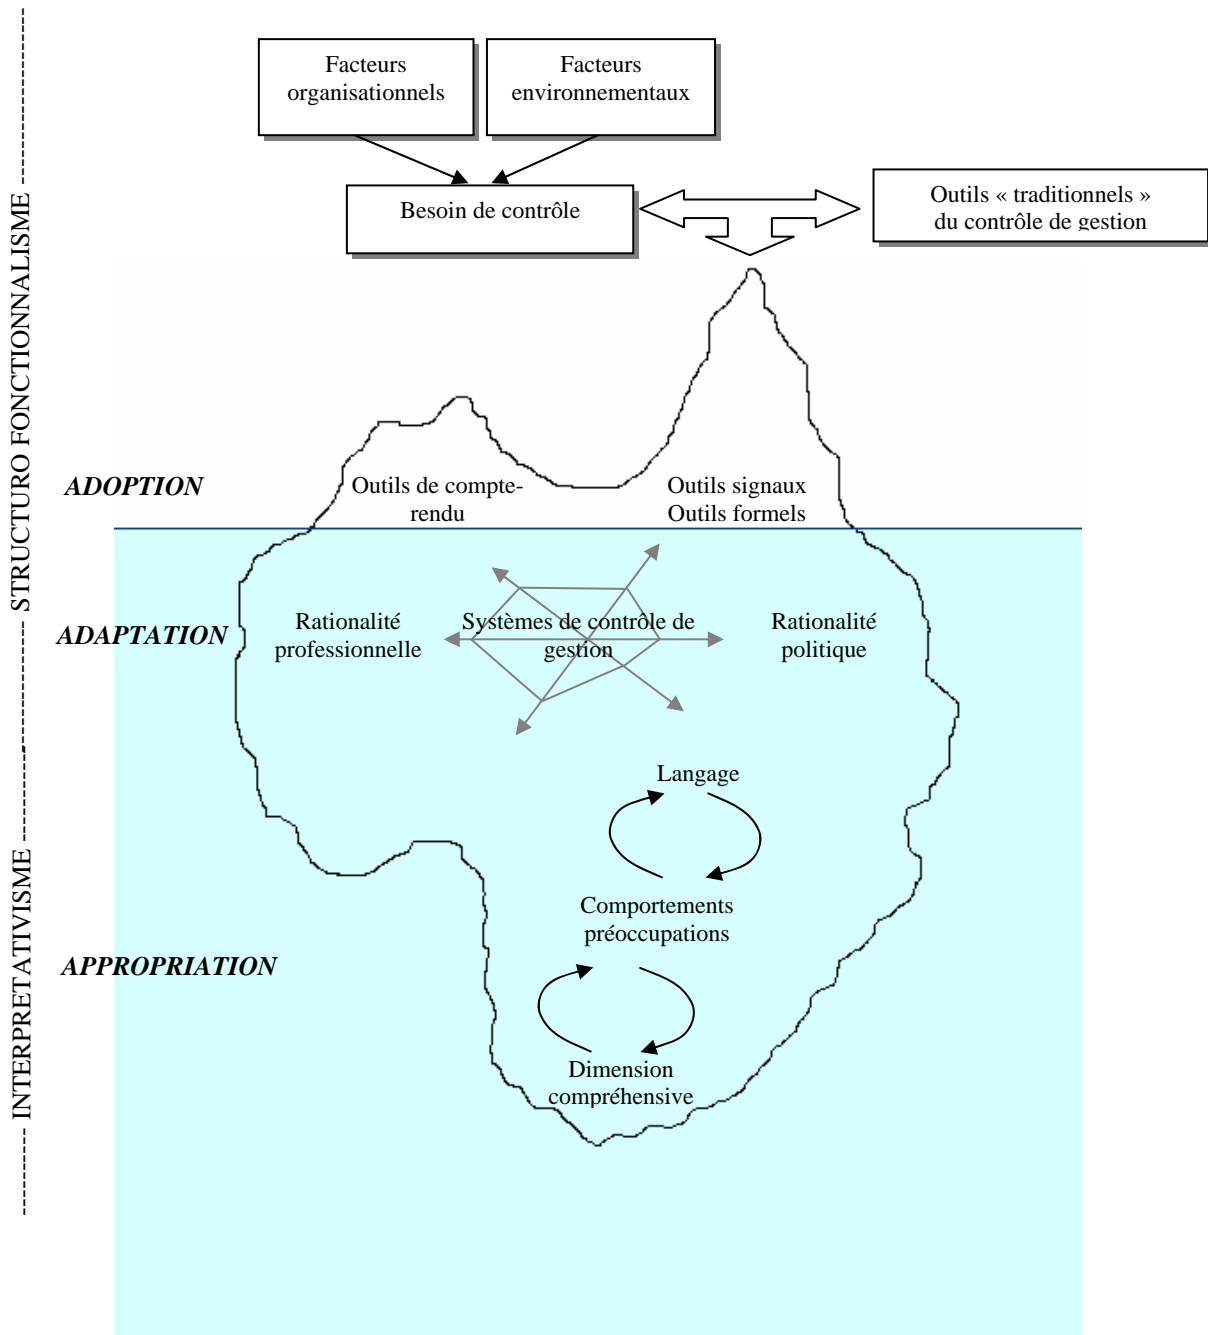 Facteurs
organisationnels
Facteurs
environnementaux
Besoin de contrôle
Outils « traditionnels »
du contrôle de gestion
STRUCTURO FONCTIONNALISME
ADOPTION
Outils de compte-
rendu
Outils signaux
Outils formels
ADAPTATION
Rationalité
professionnelle
Systèmes de contrôle de
gestion
Rationalité
politique
Langage
INTERPRETATIVISME
Comportements
préoccupations
APPROPRIATION
Dimension
compréhensive